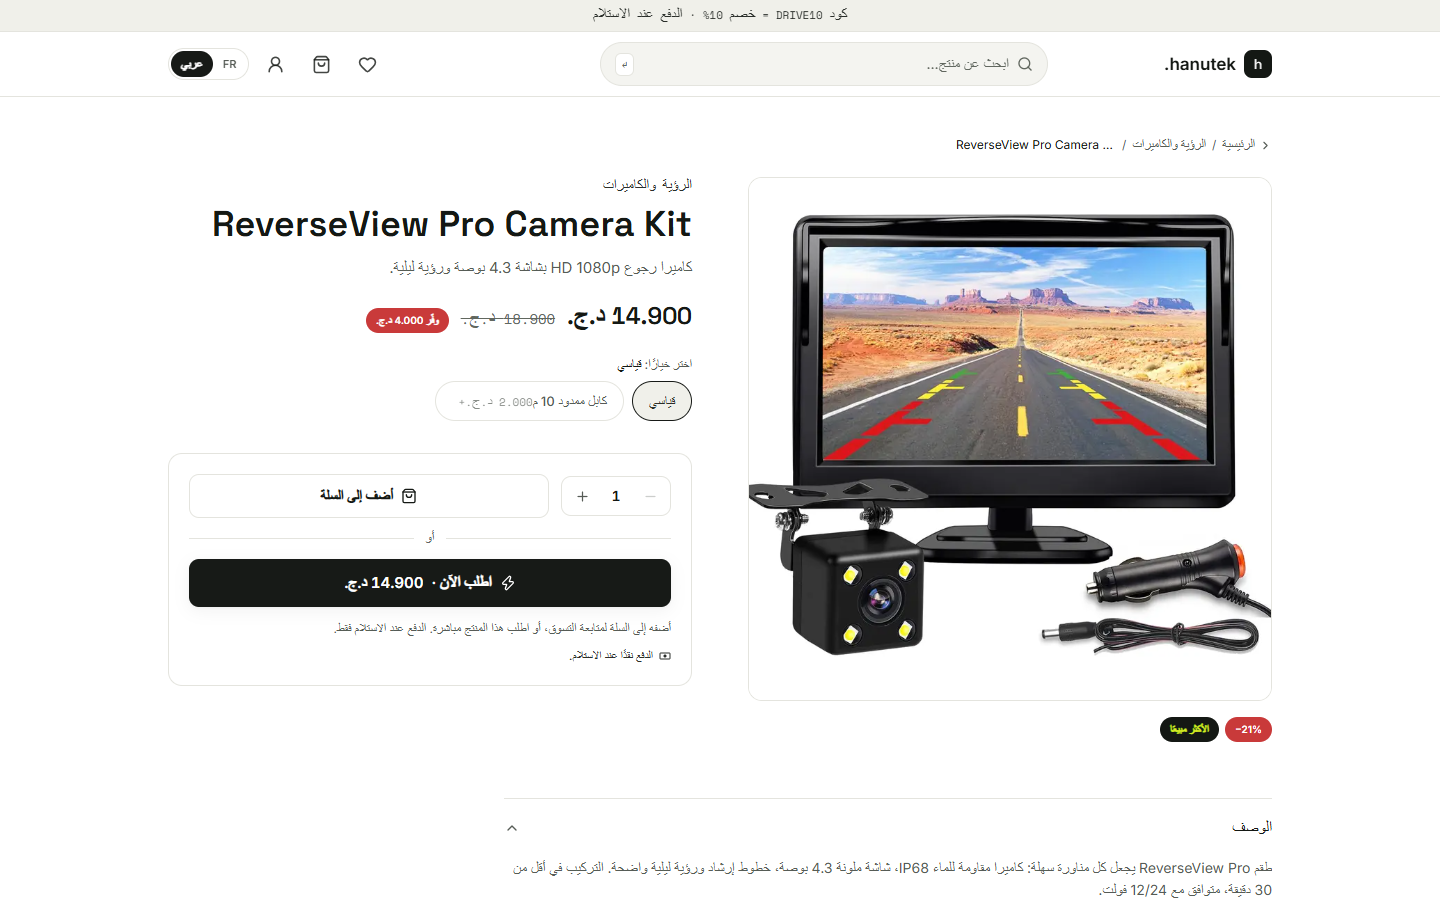 كود DRIVE10 = خصم 10% · الدفع عند الاستلام
hanutek.
h
ابحث عن منتج...
FR
عربي
الرئيسية / الرؤية والكاميرات / ReverseView Pro Camera ...
الرؤية والكاميرات
ReverseView Pro Camera Kit
كاميرا رجوع HD 1080p بشاشة 4.3 بوصة ورؤية ليلية.
14.900 د.ج. 18.900 د.ج. وفّر 4.000 د.ج.
اختر خيارًا: قياسي
قياسي
كابل ممدود 10 م +2.000 د.ج.
1
أضف إلى السلة
أو
اطلب الآن · 14.900 د.ج.
أضفه إلى السلة لمتابعة التسوق، أو اطلب هذا المنتج مباشرة. الدفع عند الاستلام فقط.
الدفع نقدًا عند الاستلام.
−21%
الأكثر مبيعًا
الوصف
طقم ReverseView Pro يجعل كل مناورة سهلة: كاميرا مقاومة للماء IP68، شاشة ملونة 4.3 بوصة، خطوط إرشاد ورؤية ليلية واضحة. التركيب في أقل من
30 دقيقة، متوافق مع 12/24 فولت.